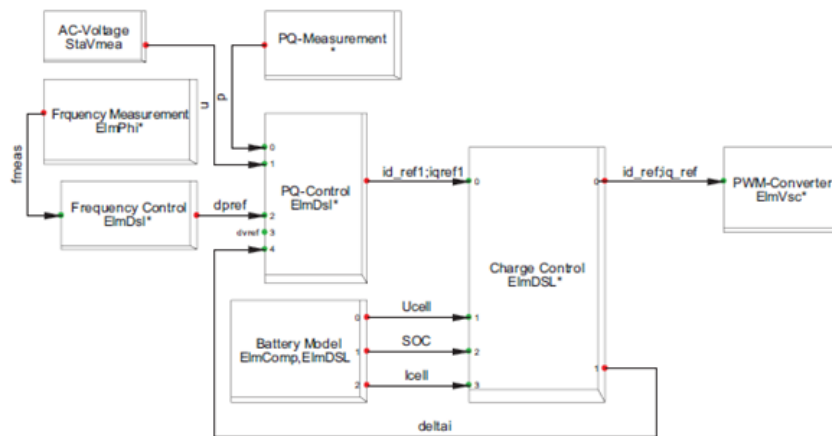 AC-Voltage
StaVmea
PQ-Measurement
*
u
p
Frquency Measurement
ElmPhi*
fmeas
0
1
id_ref1;iqref1
0
0
id_ref;iq_ref
PQ-Control
ElmDsl*
PWM-Converter
ElmVsc*
Frequency Control
ElmDsl*
dpref
2
dvref
3
4
Charge Control
ElmDSL*
0
Ucell
1
Battery Model
ElmComp,ElmDSL
1
SOC
2
1
2
Icell
3
deltai